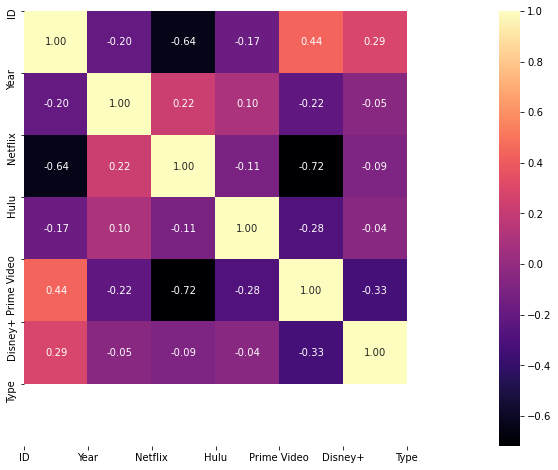 ID
1.00 -0.20 -0.64 -0.17 0.44 0.29
Year
-0.20 1.00 0.22 0.10 -0.22 -0.05
Netflix
-0.64 0.22 1.00 -0.11 -0.72 -0.09
Hulu
-0.17 0.10 -0.11 1.00 -0.28 -0.04
Prime Video
0.44 -0.22 -0.72 -0.28 1.00 -0.33
Disney+
0.29 -0.05 -0.09 -0.04 -0.33 1.00
Type
ID Year Netflix Hulu Prime Video Disney+ Type
1.0
0.8
0.6
0.4
0.2
0.0
-0.2
-0.4
-0.6